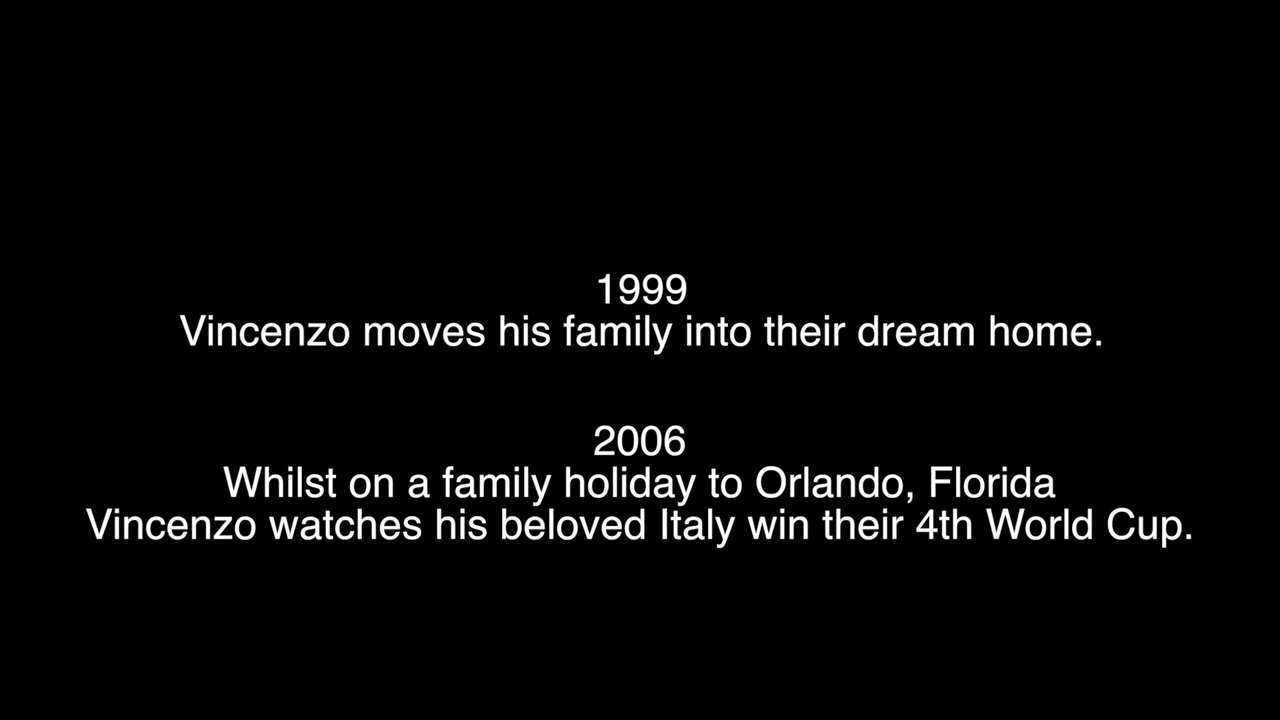 1999
Vincenzo moves his family into their dream home.
2006
Whilst on a family holiday to Orlando, Florida
Vincenzo watches his beloved Italy win their 4th World Cup.